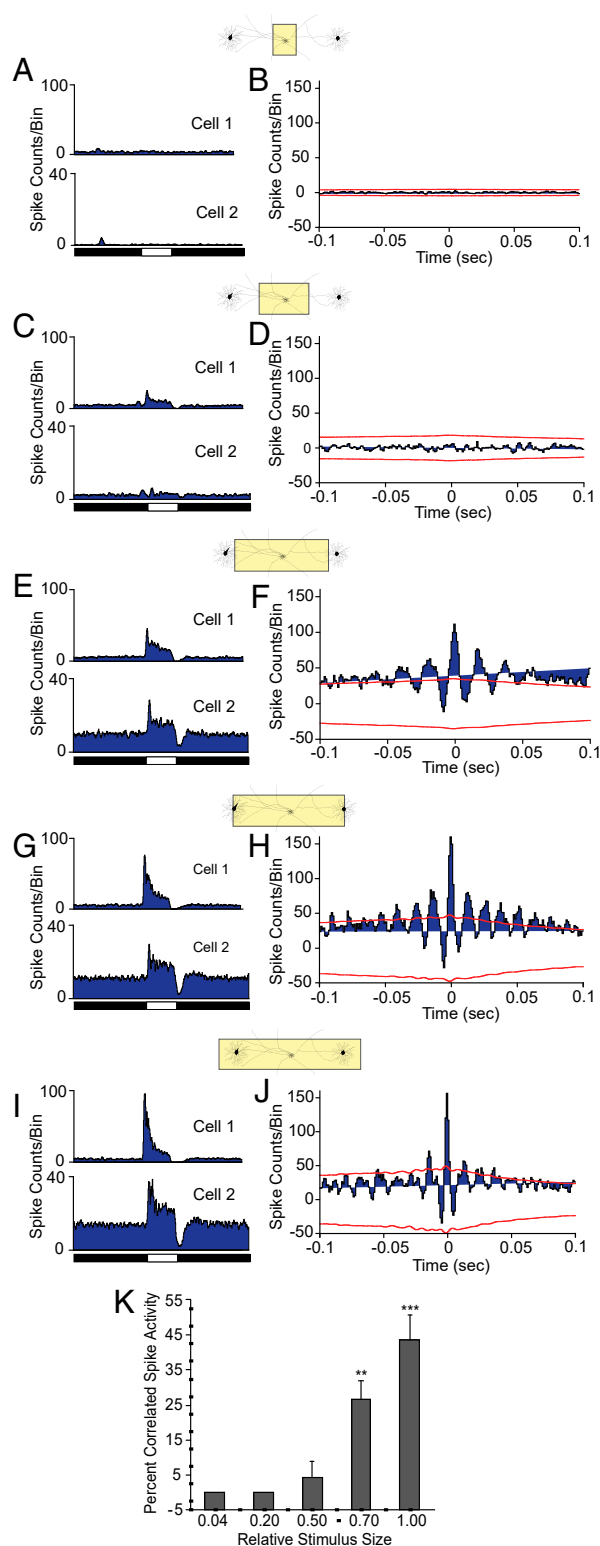 A
B
100
0
Cell 1
40
0
Cell 2
Spike Counts/Bin
150
100
50
0
-50
Spike Counts/Bin
-0.1 -0.05 0 0.05 0.1
Time (sec)
C
D
100
0
Cell 1
40
0
Cell 2
Spike Counts/Bin
150
100
50
0
-50
Spike Counts/Bin
-0.1 -0.05 0 0.05 0.1
Time (sec)
E
F
100
0
Cell 1
40
0
Cell 2
Spike Counts/Bin
150
100
50
0
-50
Spike Counts/Bin
-0.1 -0.05 0 0.05 0.1
Time (sec)
G
H
100
0
Cell 1
40
0
Cell 2
Spike Counts/Bin
150
100
50
0
-50
Spike Counts/Bin
-0.1 -0.05 0 0.05 0.1
Time (sec)
I
J
100
0
Cell 1
40
0
Cell 2
Spike Counts/Bin
150
100
50
0
-50
Spike Counts/Bin
-0.1 -0.05 0 0.05 0.1
Time (sec)
K
55
45
35
25
15
5
-5
Percent Correlated Spike Activity
**
***
0.04 0.20 0.50 0.70 1.00
Relative Stimulus Size